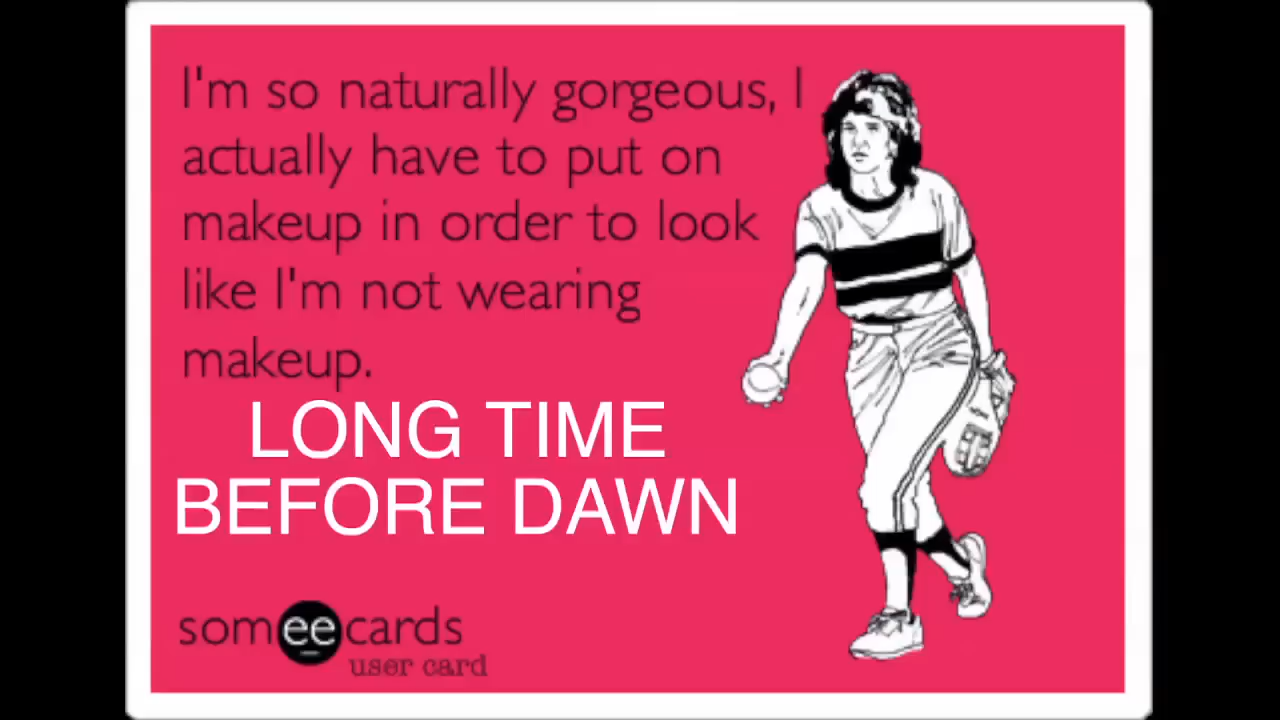 I'm so naturally gorgeous, I
actually have to put on
makeup in order to look
like I'm not wearing
makeup.
LONG TIME
BEFORE DAWN
someecards
user card